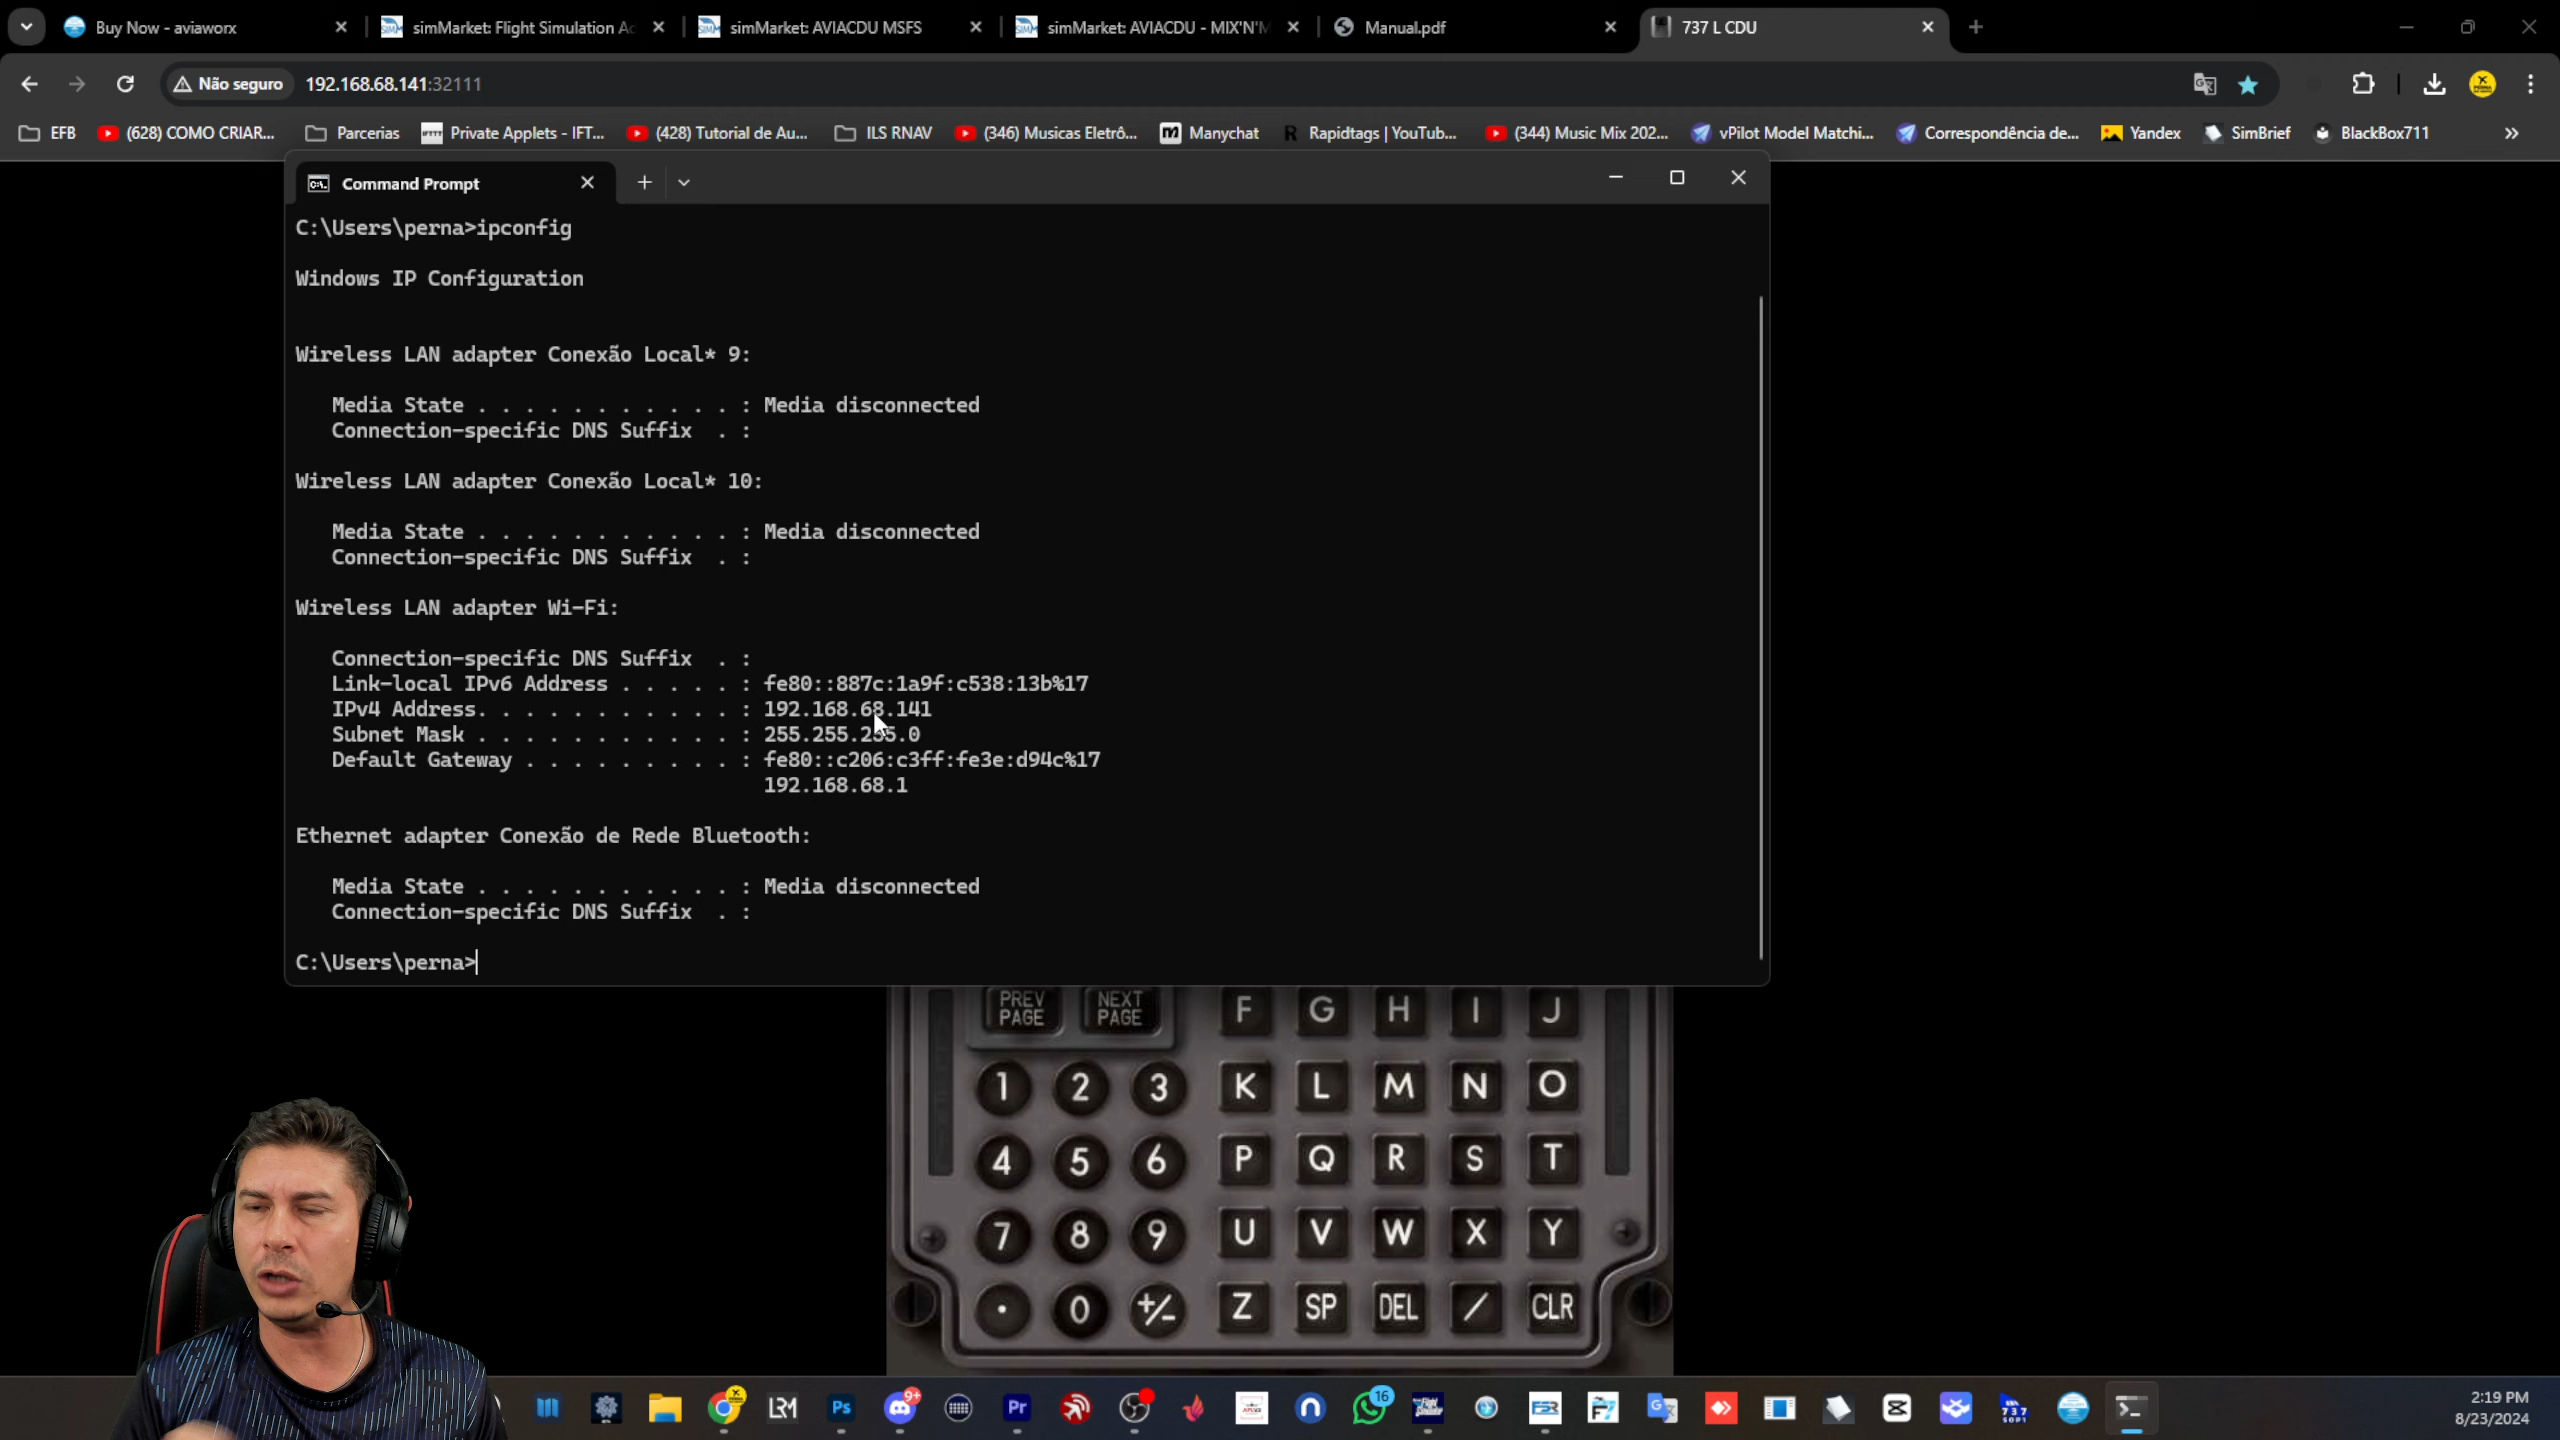 Buy Now - aviaworx
simMarket: Flight Simulation Ac
simMarket: AVIACDU MSFS
simMarket: AVIACDU - MIX'N'M
Manual.pdf
737 L CDU
Não seguro
192.168.68.141:32111
EFB
(628) COMO CRIAR...
Parcerias
Private Applets - IFT...
(428) Tutorial de Au...
ILS RNAV
(346) Musicas Eletrô...
Manychat
Rapidtags | YouTub...
(344) Music Mix 202...
vPilot Model Matchi...
Correspondência de...
Yandex
SimBrief
BlackBox711
Command Prompt
C:\Users\perna>ipconfig
Windows IP Configuration
Wireless LAN adapter Conexão Local* 9:
Media State . . . . . . . . . . . : Media disconnected
Connection-specific DNS Suffix . :
Wireless LAN adapter Conexão Local* 10:
Media State . . . . . . . . . . . : Media disconnected
Connection-specific DNS Suffix . :
Wireless LAN adapter Wi-Fi:
Connection-specific DNS Suffix . :
Link-local IPv6 Address . . . . . : fe80::887c:1a9f:c538:13b%17
IPv4 Address. . . . . . . . . . . : 192.168.68.141
Subnet Mask . . . . . . . . . . . : 255.255.255.0
Default Gateway . . . . . . . . . : fe80::c206:c3ff:fe3e:d94c%17
192.168.68.1
Ethernet adapter Conexão de Rede Bluetooth:
Media State . . . . . . . . . . . : Media disconnected
Connection-specific DNS Suffix . :
C:\Users\perna>
PREV PAGE NEXT PAGE F G H I J
1 2 3 K L M N O
4 5 6 P Q R S T
7 8 9 U V W X Y
. 0 +/- Z SP DEL / CLR
LRM
Ps
9+
Pr
16
FSR
737
2:19 PM
8/23/2024